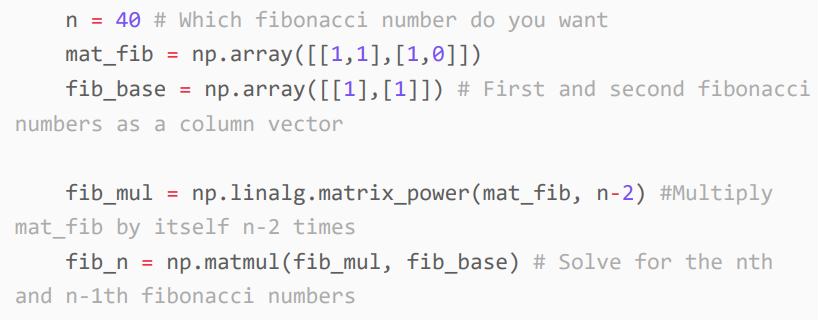 n = 40 # Which fibonacci number do you want
mat_fib = np.array([[1,1],[1,0]])
fib_base = np.array([[1],[1]]) # First and second fibonacci
numbers as a column vector
fib_mul = np.linalg.matrix_power(mat_fib, n-2) #Multiply
mat_fib by itself n-2 times
fib_n = np.matmul(fib_mul, fib_base) # Solve for the nth
and n-1th fibonacci numbers